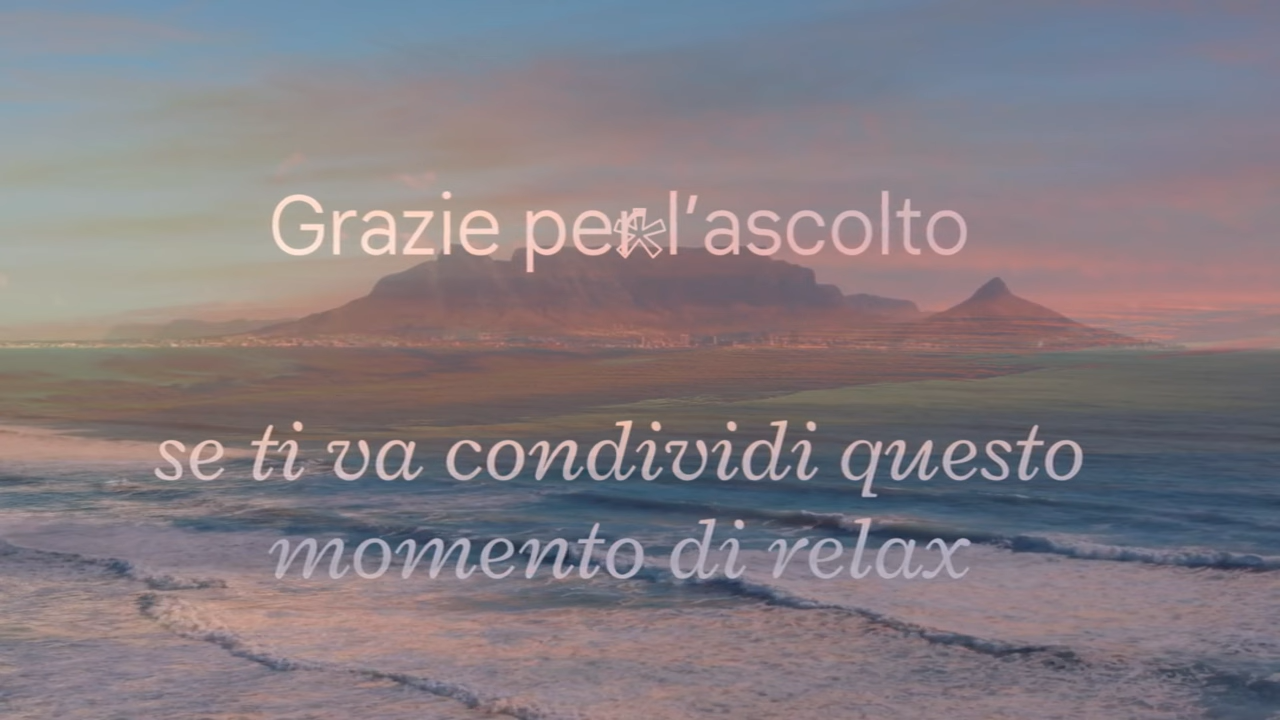 Grazie per l'ascolto
se ti va condividi questo
momento di relax